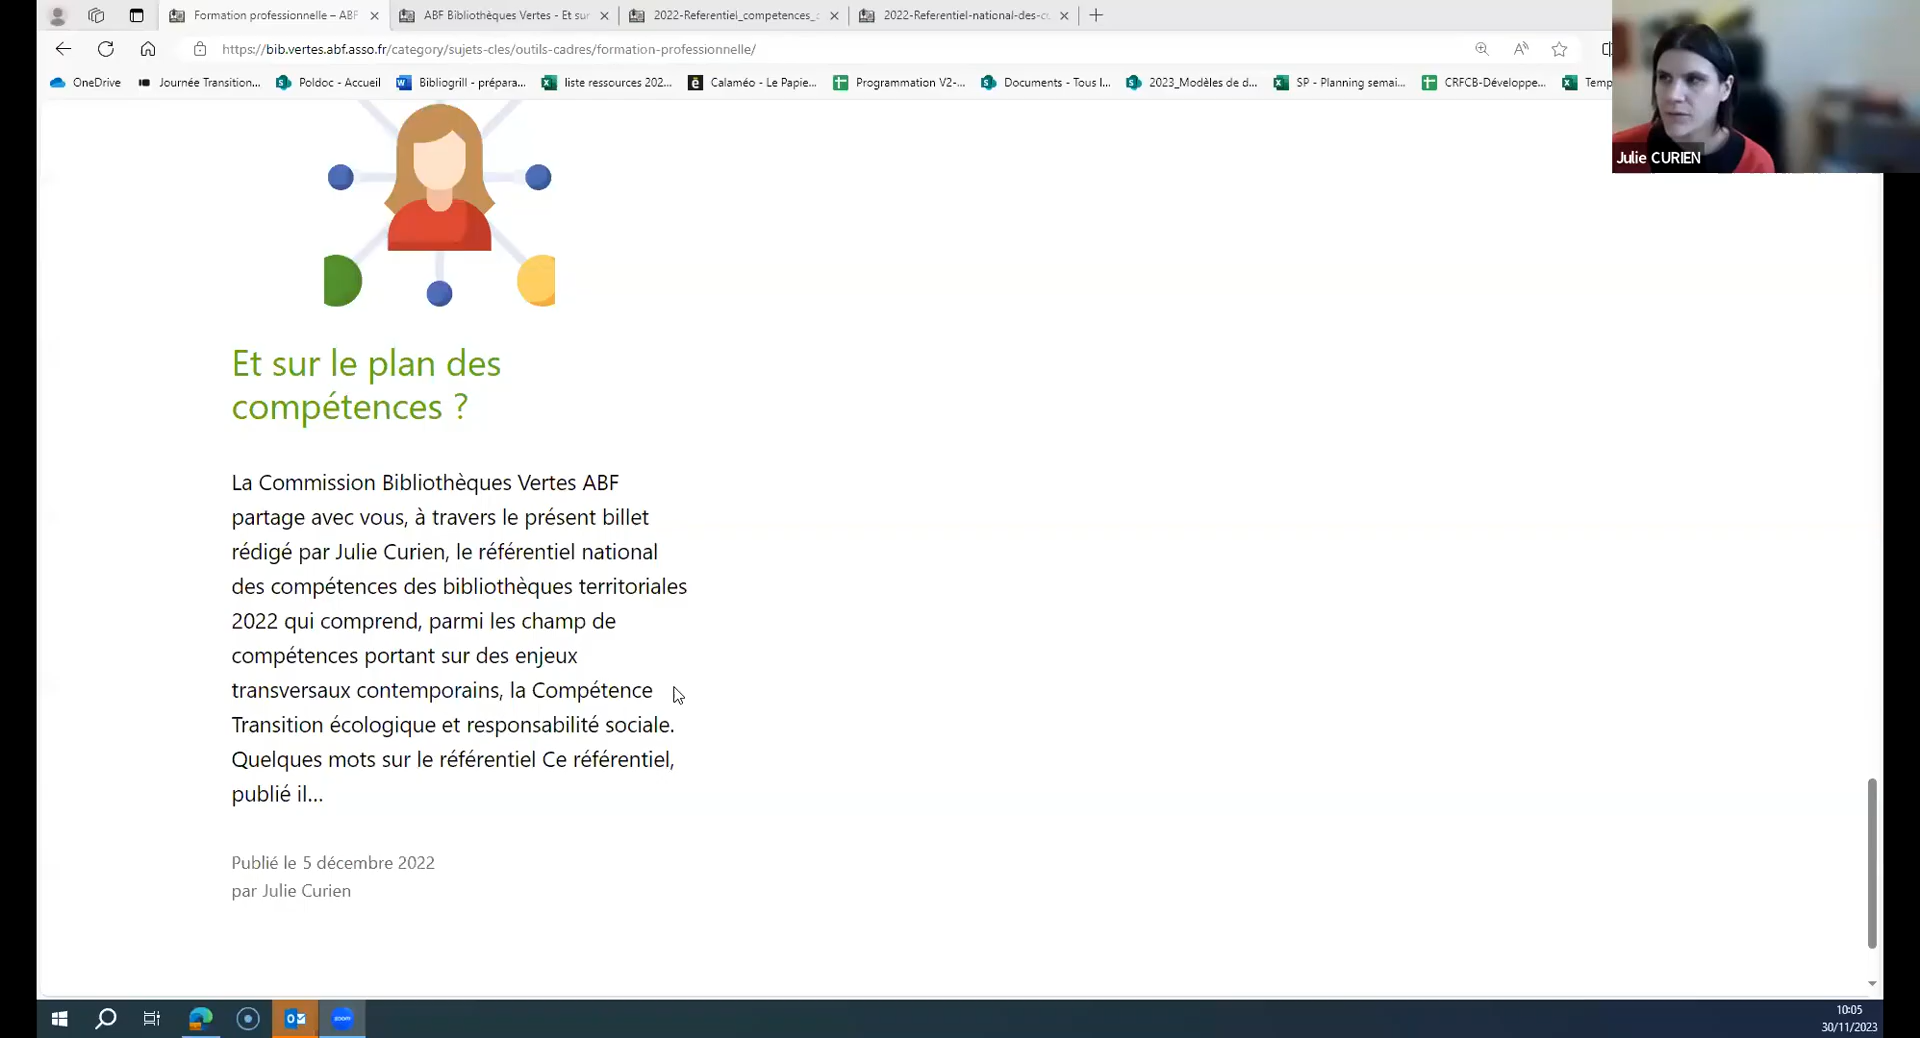 Formation professionnelle – ABF
ABF Bibliothèques Vertes - Et sur
2022-Referentiel_competences_
2022-Referentiel-national-des-c
https://bib.vertes.abf.asso.fr/category/sujets-cles/outils-cadres/formation-professionnelle/
OneDrive
Journée Transition...
Poldoc - Accueil
Bibliogrill - prépara...
liste ressources 202...
Calaméo - Le Papie...
Programmation V2-...
Documents - Tous l...
2023_Modèles de d...
SP - Planning semai...
CRFCB-Développe...
Temp
Julie CURIEN
Et sur le plan des
compétences ?
La Commission Bibliothèques Vertes ABF
partage avec vous, à travers le présent billet
rédigé par Julie Curien, le référentiel national
des compétences des bibliothèques territoriales
2022 qui comprend, parmi les champ de
compétences portant sur des enjeux
transversaux contemporains, la Compétence
Transition écologique et responsabilité sociale.
Quelques mots sur le référentiel Ce référentiel,
publié il...
Publié le 5 décembre 2022
par Julie Curien
zoom
10:05
30/11/2023